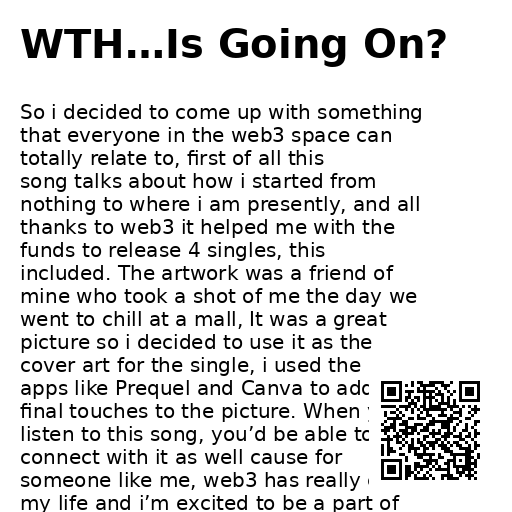 WTH...Is Going On?
So i decided to come up with something
that everyone in the web3 space can
totally relate to, first of all this
song talks about how i started from
nothing to where i am presently, and all
thanks to web3 it helped me with the
funds to release 4 singles, this
included. The artwork was a friend of
mine who took a shot of me the day we
went to chill at a mall, It was a great
picture so i decided to use it as the
cover art for the single, i used the
apps like Prequel and Canva to add
final touches to the picture. When
listen to this song, you’d be able to
connect with it as well cause for
someone like me, web3 has really
my life and i’m excited to be a part of